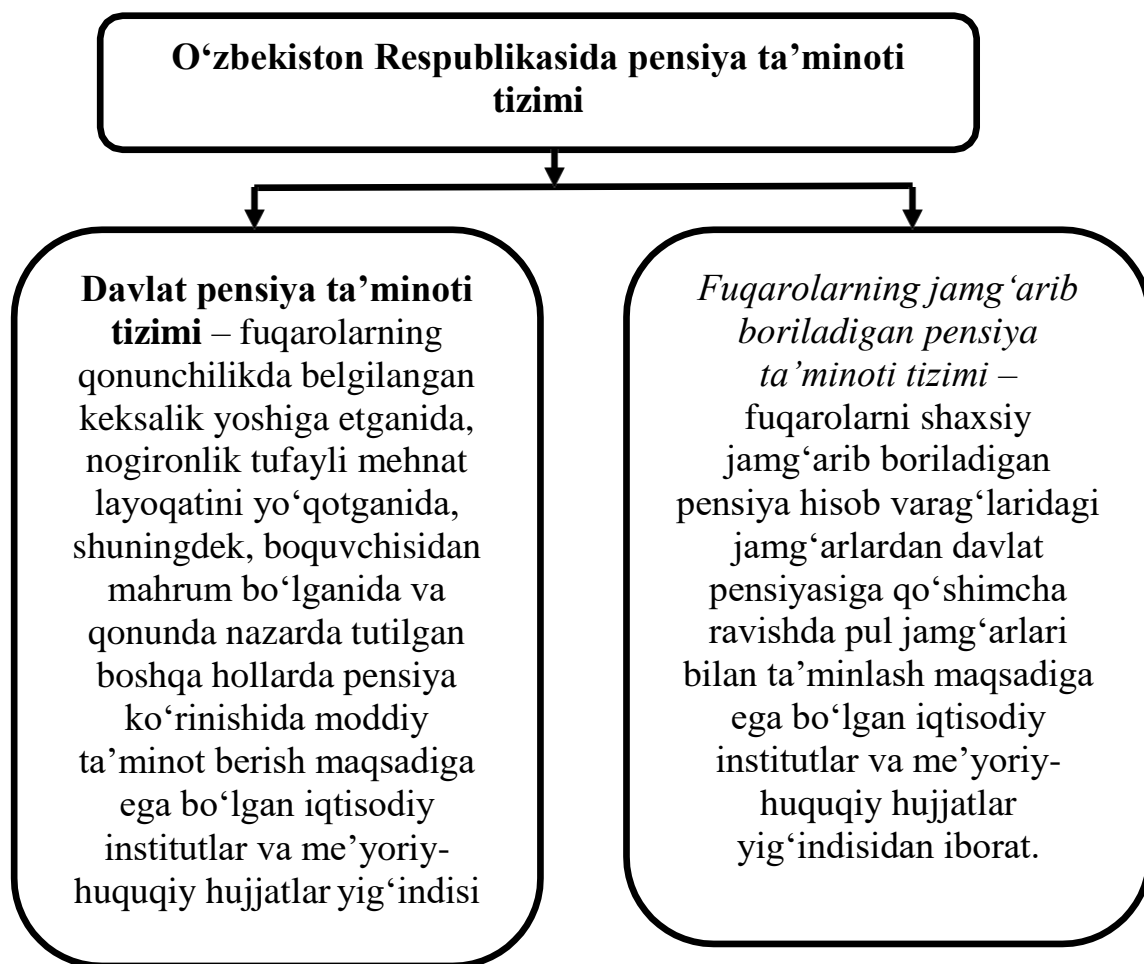 O‘zbekiston Respublikasida pensiya ta’minoti
tizimi
Davlat pensiya ta’minoti
tizimi – fuqarolarning
qonunchilikda belgilangan
keksalik yoshiga etganida,
nogironlik tufayli mehnat
layoqatini yo‘qotganida,
shuningdek, boquvchisidan
mahrum bo‘lganida va
qonunda nazarda tutilgan
boshqa hollarda pensiya
ko‘rinishida moddiy
ta’minot berish maqsadiga
ega bo‘lgan iqtisodiy
institutlar va me’yoriy-
huquqiy hujjatlar yig‘indisi
Fuqarolarning jamg‘arib
boriladigan pensiya
ta’minoti tizimi –
fuqarolarni shaxsiy
jamg‘arib boriladigan
pensiya hisob varag‘laridagi
jamg‘arlardan davlat
pensiyasiga qo‘shimcha
ravishda pul jamg‘arlari
bilan ta’minlash maqsadiga
ega bo‘lgan iqtisodiy
institutlar va me’yoriy-
huquqiy hujjatlar
yig‘indisidan iborat.